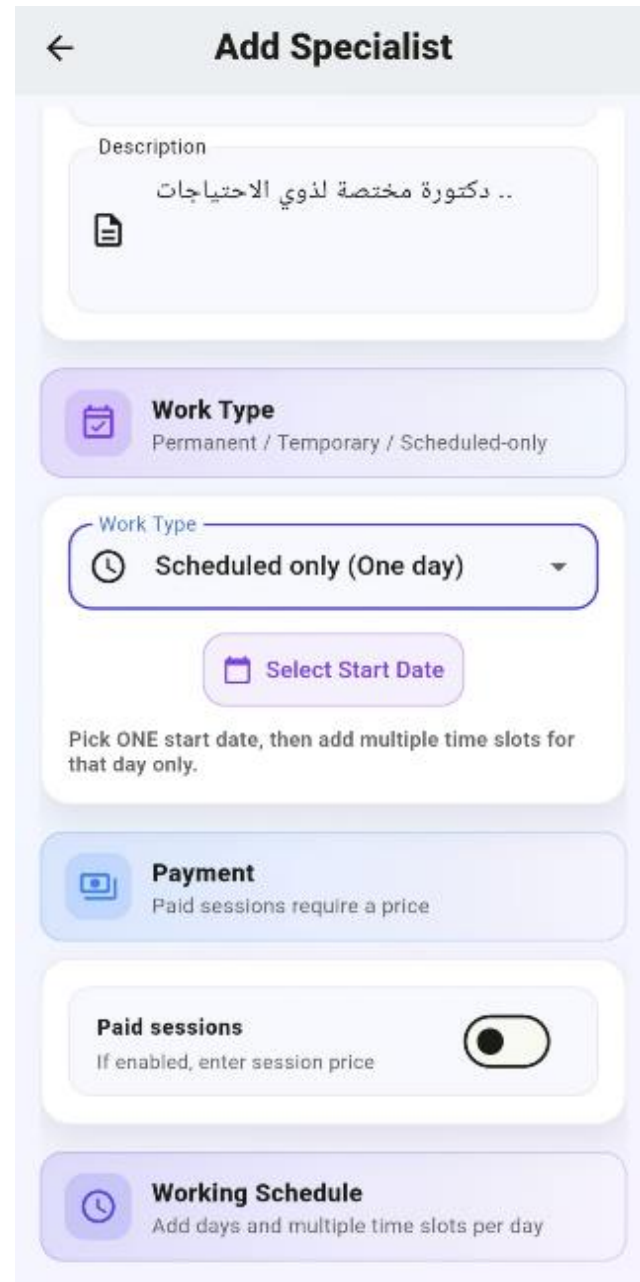 Add Specialist
Description
دكتورة مختصة لذوي الاحتياجات ..
Work Type
Permanent / Temporary / Scheduled-only
Work Type
Scheduled only (One day)
Select Start Date
Pick ONE start date, then add multiple time slots for
that day only.
Payment
Paid sessions require a price
Paid sessions
If enabled, enter session price
Working Schedule
Add days and multiple time slots per day